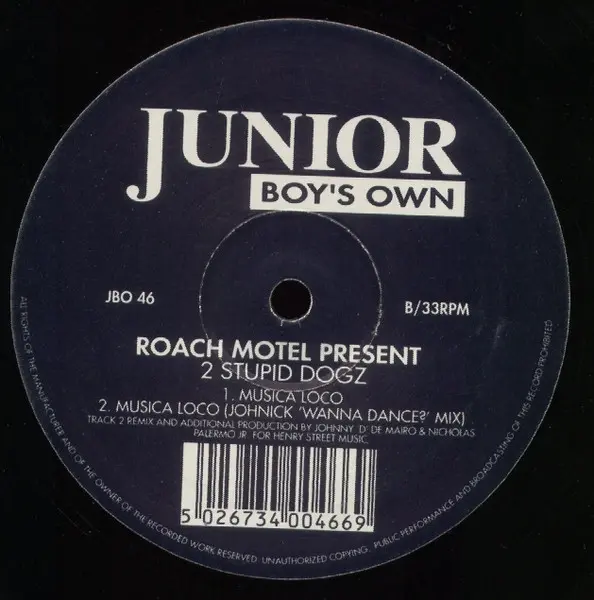 JUNIOR
BOY'S OWN
JBO 46
B/33RPM
ROACH MOTEL PRESENT
2 STUPID DOGZ
1. MUSICA LOCO
2. MUSICA LOCO (JOHNICK 'WANNA DANCE?' MIX)
TRACK 2 REMIX AND ADDITIONAL PRODUCTION BY JOHNNY 'D' DE MAIRO & NICHOLAS
PALERMO JR. FOR HENRY STREET MUSIC
5 026734 004669
ALL RIGHTS OF THE MANUFACTURER AND OF THE OWNER OF THE RECORDED WORK RESERVED. UNAUTHORIZED COPYING, PUBLIC PERFORMANCE AND BROADCASTING OF THIS RECORD PROHIBITED